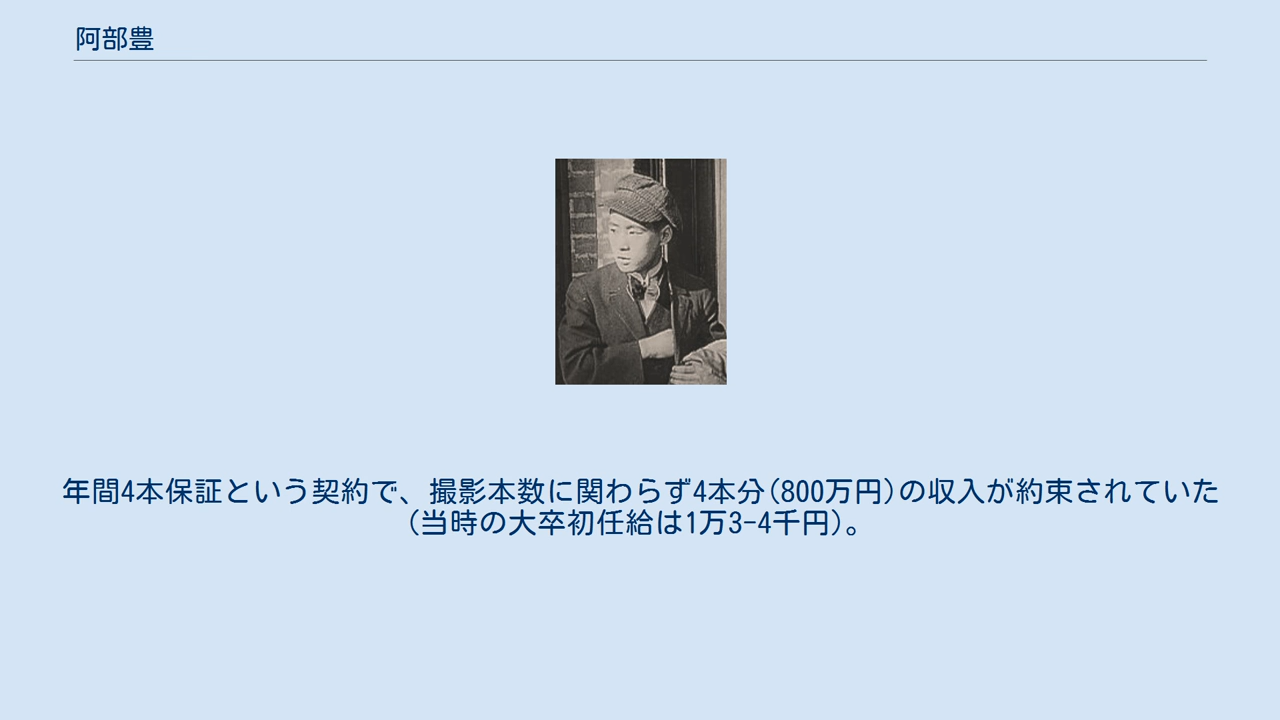 阿部豊
年間4本保証という契約で、撮影本数に関わらず4本分(800万円)の収入が約束されていた
(当時の大卒初任給は1万3-4千円)。